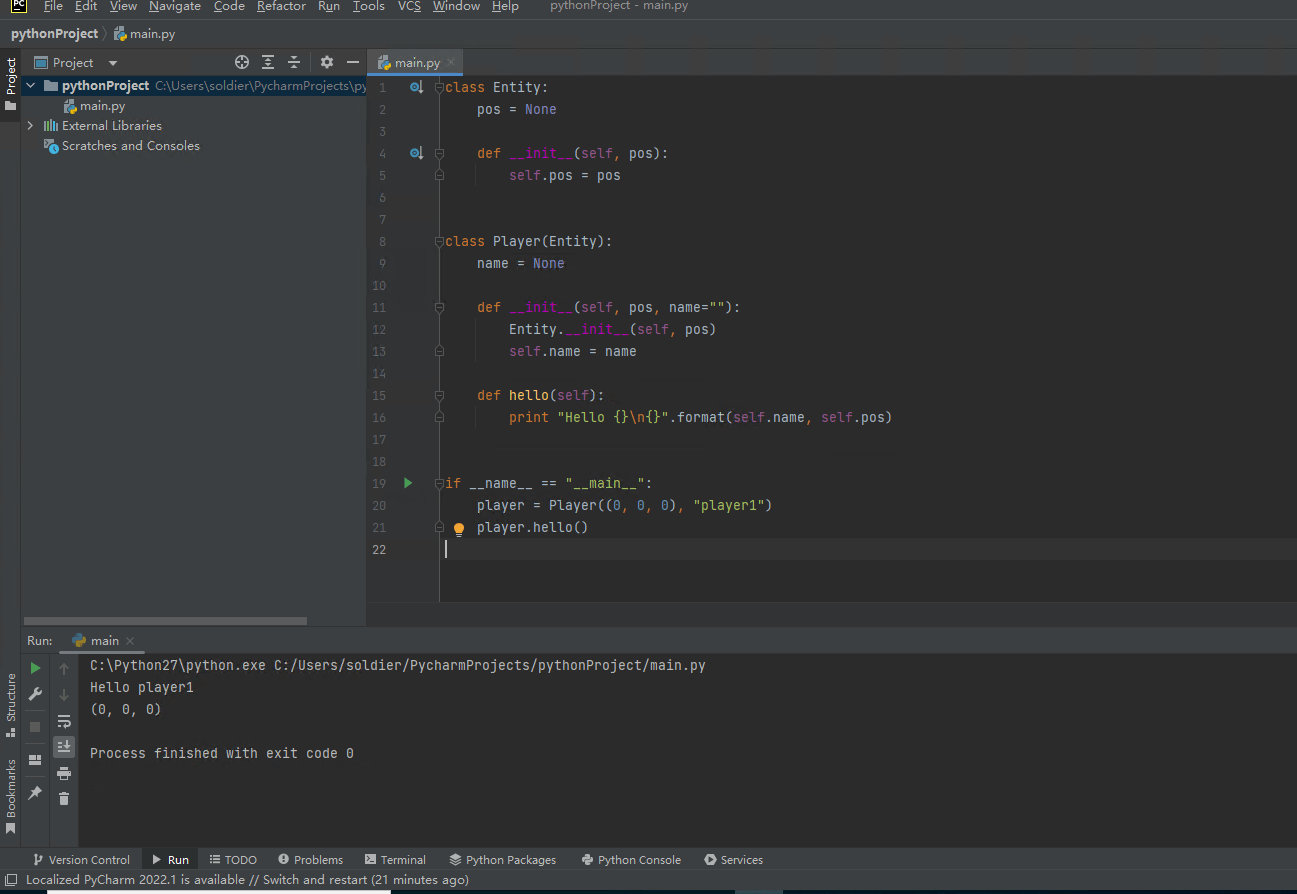 PC File Edit View Navigate Code Refactor Run Tools VCS Window Help pythonProject - main.py
pythonProject main.py
Project
Project
main.py
pythonProject C:\Users\soldier\PycharmProjects\py
main.py
External Libraries
Scratches and Consoles
1 class Entity:
2     pos = None
3
4     def __init__(self, pos):
5         self.pos = pos
6
7
8 class Player(Entity):
9     name = None
10
11     def __init__(self, pos, name=""):
12         Entity.__init__(self, pos)
13         self.name = name
14
15     def hello(self):
16         print "Hello {}\n{}".format(self.name, self.pos)
17
18
19 if __name__ == "__main__":
20     player = Player((0, 0, 0), "player1")
21     player.hello()
22
Run: main
C:\Python27\python.exe C:/Users/soldier/PycharmProjects/pythonProject/main.py
Hello player1
(0, 0, 0)
Process finished with exit code 0
Structure
Bookmarks
Version Control Run TODO Problems Terminal Python Packages Python Console Services
Localized PyCharm 2022.1 is available // Switch and restart (21 minutes ago)